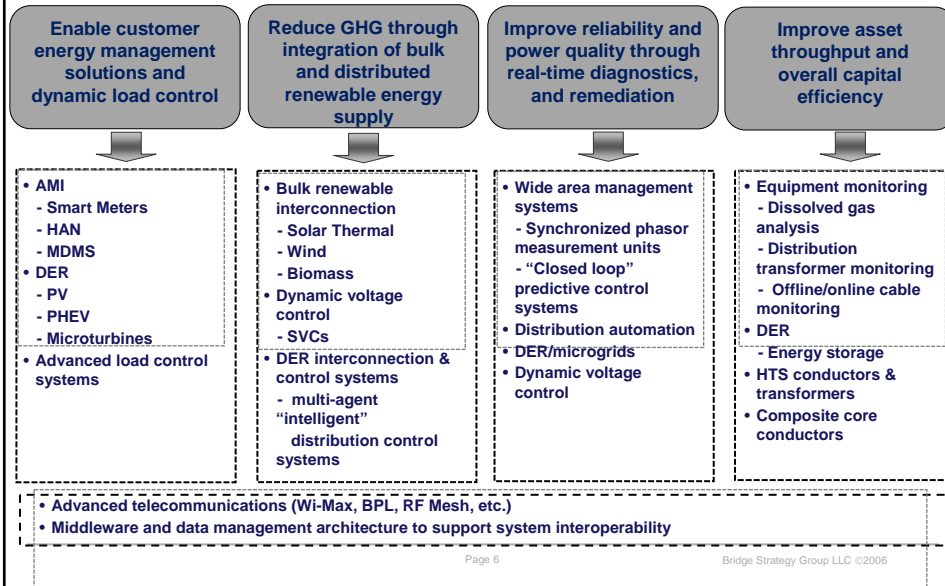 Enable customer
energy management
solutions and
dynamic load control
Reduce GHG through
integration of bulk
and distributed
renewable energy
supply
Improve reliability and
power quality through
real-time diagnostics,
and remediation
Improve asset
throughput and
overall capital
efficiency
• AMI
- Smart Meters
- HAN
- MDMS
• DER
- PV
- PHEV
- Microturbines
• Advanced load control
systems
• Bulk renewable
interconnection
- Solar Thermal
- Wind
- Biomass
• Dynamic voltage
control
- SVCs
• DER interconnection &
control systems
- multi-agent
“intelligent”
distribution control
systems
• Wide area management
systems
- Synchronized phasor
measurement units
- “Closed loop”
predictive control
systems
• Distribution automation
• DER/microgrids
• Dynamic voltage
control
• Equipment monitoring
- Dissolved gas
analysis
- Distribution
transformer monitoring
- Offline/online cable
monitoring
• DER
- Energy storage
• HTS conductors &
transformers
• Composite core
conductors
• Advanced telecommunications (Wi-Max, BPL, RF Mesh, etc.)
• Middleware and data management architecture to support system interoperability
Page 6
Bridge Strategy Group LLC ©2006